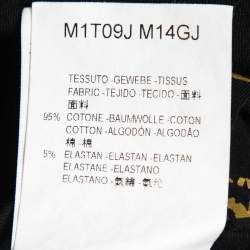 M1T09J M14GJ
TESSUTO - GEWEBE - TISSUS
FABRIC - TEJIDO - TECIDO - 面料
面料
95% COTONE - BAUMWOLLE - COTON
COTTON - ALGODÓN - ALGODÃO
棉 - 棉
5% ELASTAN - ELASTAN - ELASTAN
ELASTANE - ELASTANO
ELASTANO - 氨綸 - 氨纶